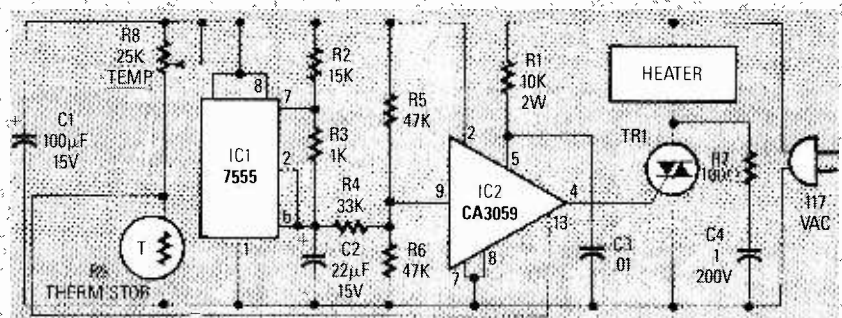 R8
25K
TEMP
C1
100µF
15V
+
T
THERMISTOR
8
7
2
6
1
IC1
7555
R2
15K
R3
1K
R4
33K
C2
22µF
15V
+
R5
47K
R6
47K
9
2
5
4
13
7
8
IC2
CA3059
R1
10K
2W
C3
.01
TR1
HEATER
C4
.1
200V
117
VAC